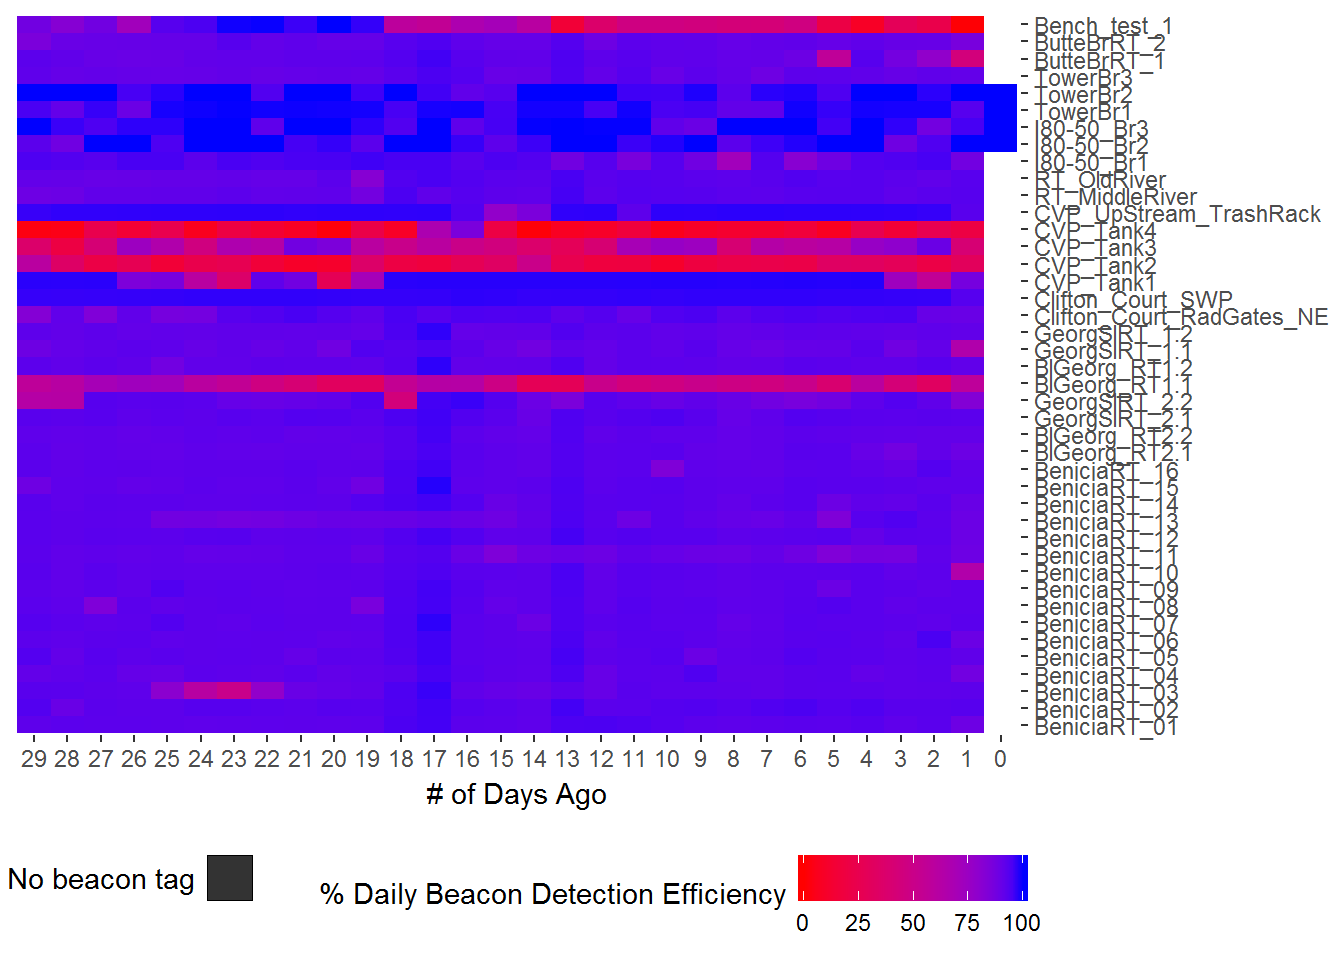 Bench_test_1
ButteBrRT_2
ButteBrRT_1
TowerBr3
TowerBr2
TowerBr1
I80-50_Br3
I80-50_Br2
I80-50_Br1
RT_OldRiver
RT_MiddleRiver
CVP_UpStream_TrashRack
CVP_Tank4
CVP_Tank3
CVP_Tank2
CVP_Tank1
Clifton_Court_SWP
Clifton_Court_RadGates_NE
GeorgSlRT_1.2
GeorgSlRT_1.1
BlGeorg_RT1.2
BlGeorg_RT1.1
GeorgSlRT_2.2
GeorgSlRT_2.1
BlGeorg_RT2.2
BlGeorg_RT2.1
BeniciaRT_16
BeniciaRT_15
BeniciaRT_14
BeniciaRT_13
BeniciaRT_12
BeniciaRT_11
BeniciaRT_10
BeniciaRT_09
BeniciaRT_08
BeniciaRT_07
BeniciaRT_06
BeniciaRT_05
BeniciaRT_04
BeniciaRT_03
BeniciaRT_02
BeniciaRT_01
29 28 27 26 25 24 23 22 21 20 19 18 17 16 15 14 13 12 11 10 9 8 7 6 5 4 3 2 1 0
# of Days Ago
No beacon tag
% Daily Beacon Detection Efficiency
0 25 50 75 100